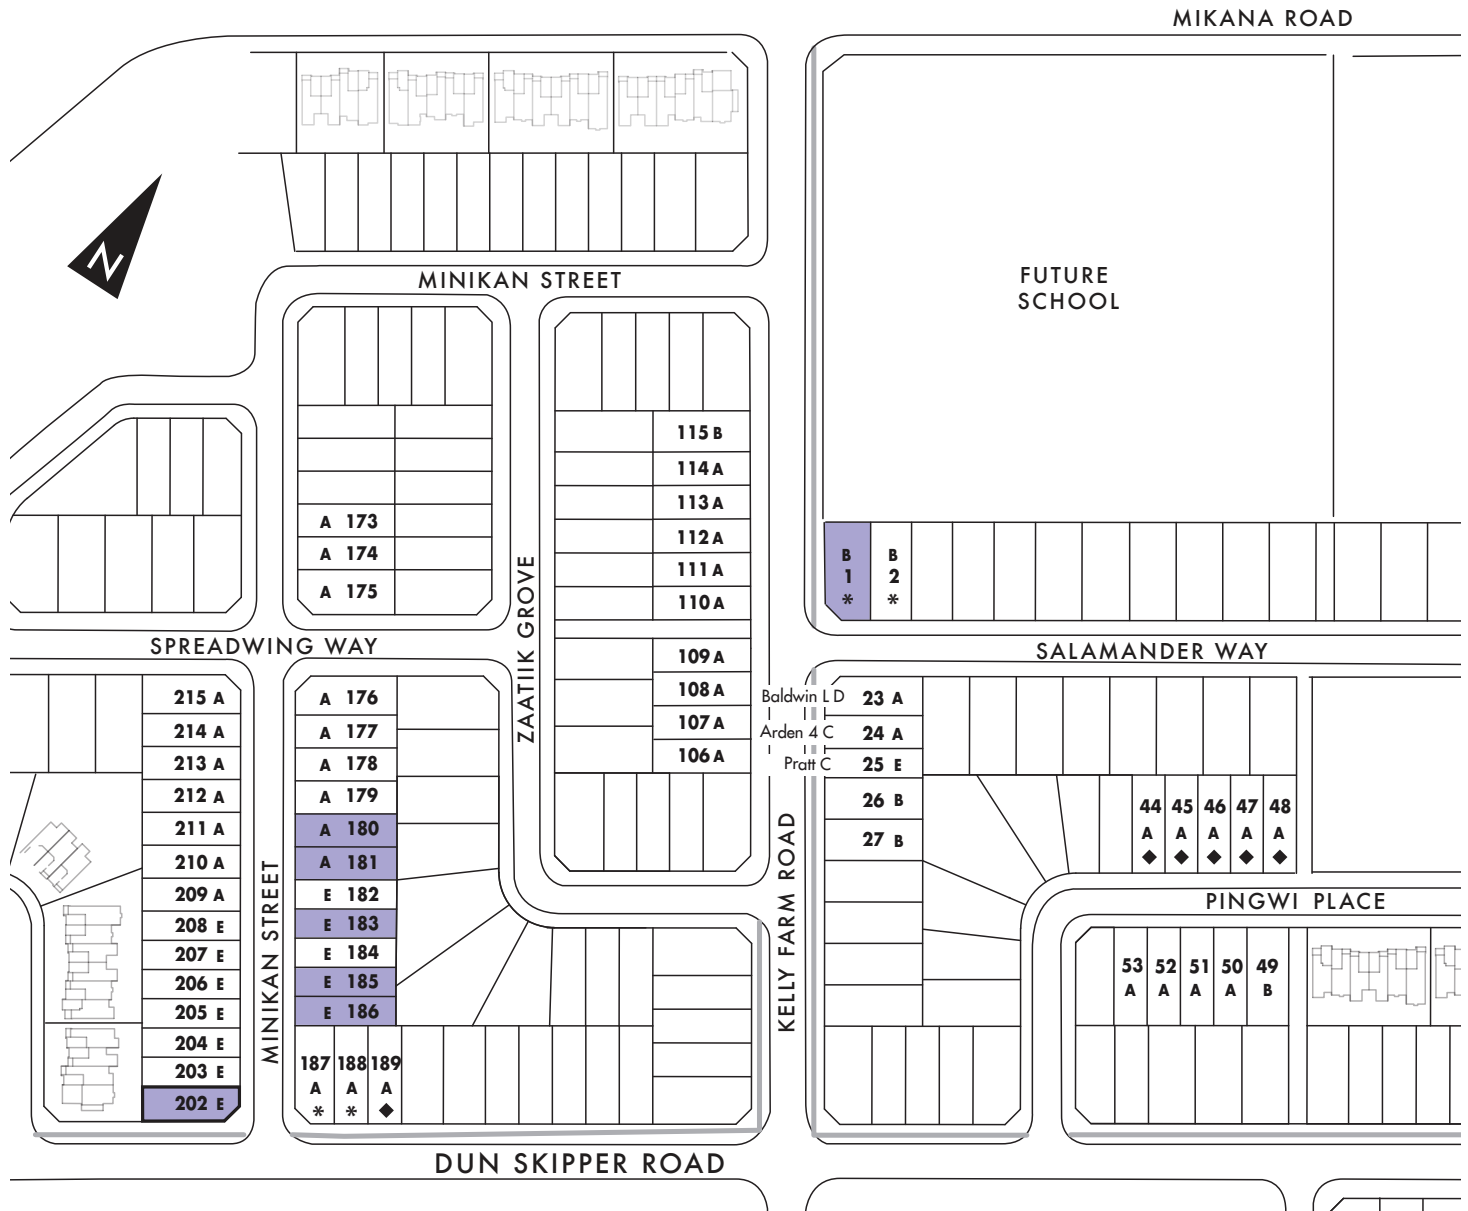 MIKANA ROAD
N
MINIKAN STREET
FUTURE
SCHOOL
115 B
114 A
113 A
112 A
111 A
110 A
A 173
A 174
A 175
ZAATIIK GROVE
B
1
*
B
2
*
SPREADWING WAY
SALAMANDER WAY
109 A
108 A
107 A
106 A
Baldwin L D
Arden 4 C
Pratt C
23 A
24 A
25 E
26 B
27 B
215 A
214 A
213 A
212 A
211 A
210 A
209 A
208 E
207 E
206 E
205 E
204 E
203 E
202 E
MINIKAN STREET
A 176
A 177
A 178
A 179
A 180
A 181
E 182
E 183
E 184
E 185
E 186
187
A
*
188
A
*
189
A
◆
KELLY FARM ROAD
44
A
◆
45
A
◆
46
A
◆
47
A
◆
48
A
◆
PINGWI PLACE
53
A
52
A
51
A
50
A
49
B
DUN SKIPPER ROAD